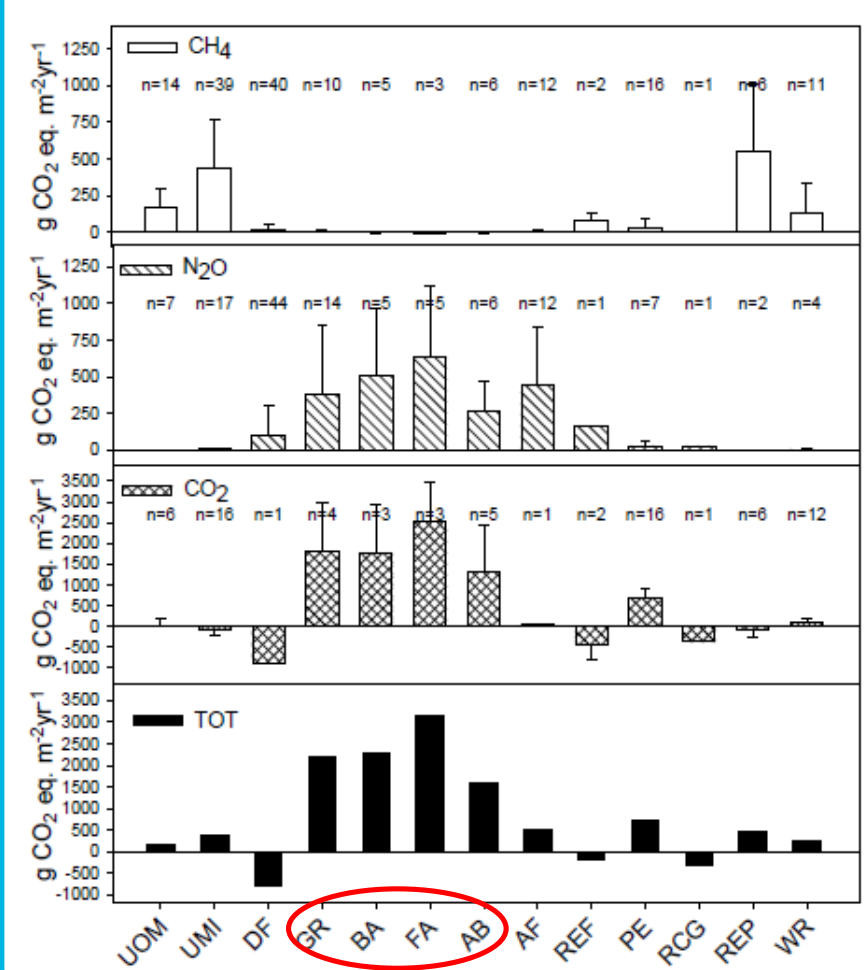 CH4
g CO2 eq. m-2yr-1
1250
1000
750
500
250
0
n=14 n=39 n=40 n=10 n=5 n=3 n=6 n=12 n=2 n=16 n=1 n=6 n=11
N2O
g CO2 eq. m-2yr-1
1250
1000
750
500
250
0
n=7 n=17 n=44 n=14 n=5 n=5 n=6 n=12 n=1 n=7 n=1 n=2 n=4
CO2
g CO2 eq. m-2yr-1
3500
3000
2500
2000
1500
1000
500
0
-500
-1000
n=6 n=16 n=1 n=4 n=3 n=3 n=5 n=1 n=2 n=16 n=1 n=6 n=12
TOT
g CO2 eq. m-2yr-1
3500
3000
2500
2000
1500
1000
500
0
-500
-1000
UOM UMI DF GR BA FA AB AF REF PE RCG REP WR